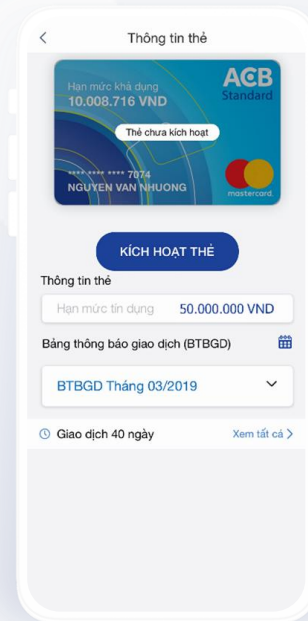 Thông tin thẻ
ACB
Standard
Hạn mức khả dụng
10.008.716 VND
Thẻ chưa kích hoạt
**** **** **** 7074
NGUYEN VAN NHUONG
mastercard.
KÍCH HOẠT THẺ
Thông tin thẻ
Hạn mức tín dụng 50.000.000 VND
Bảng thông báo giao dịch (BTBGD)
BTBGD Tháng 03/2019
Giao dịch 40 ngày Xem tất cả >